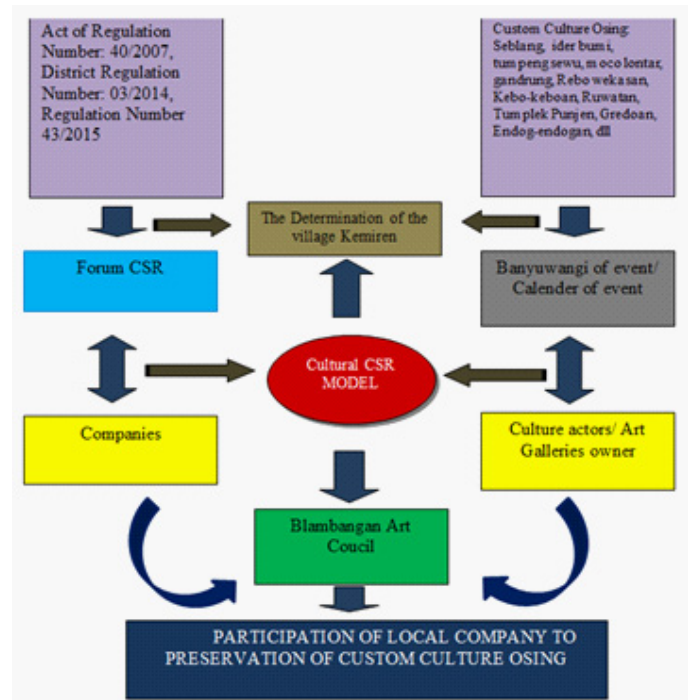 Act of Regulation
Number: 40/2007,
District Regulation
Number: 03/2014,
Regulation Number
43/2015
Custom Culture Osing:
Seblang, ider bumi,
tumpeng sewu, moco lontar,
gandrung, Rebo wekasan,
Kebo-keboan, Ruwatan,
Tumplek Punjen, Gredoan,
Endog-endogan, dll
The Determination of the
village Kemiren
Forum CSR
Banyuwangi of event/
Calender of event
Cultural CSR
MODEL
Companies
Culture actors/ Art
Galleries owner
Blambangan Art
Coucil
PARTICIPATION OF LOCAL COMPANY TO
PRESERVATION OF CUSTOM CULTURE OSING